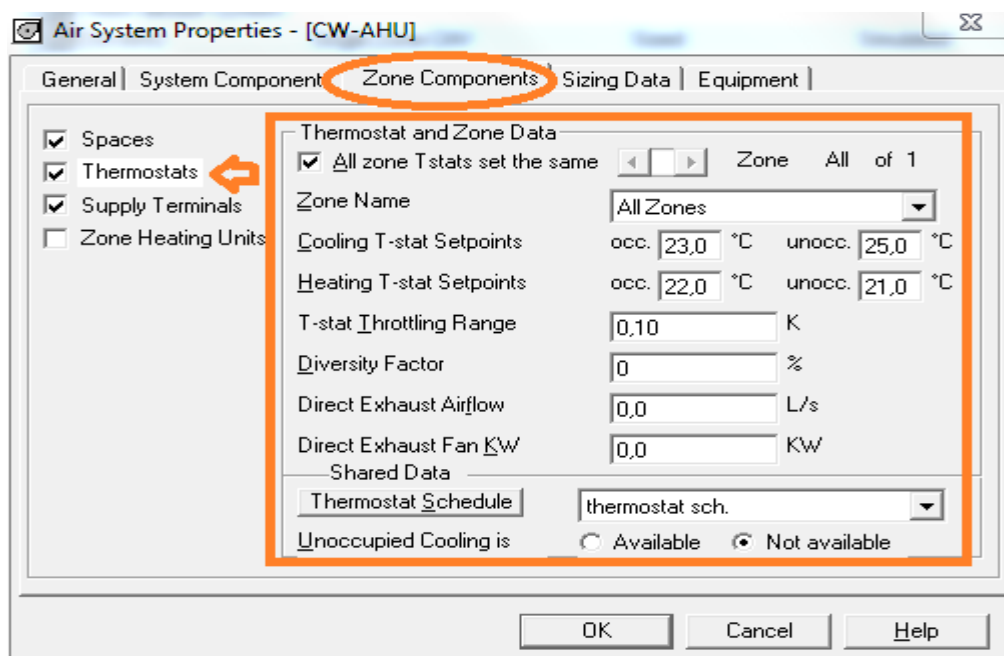 Air System Properties - [CW-AHU]
General System Component Zone Components Sizing Data Equipment
Spaces
Thermostats
Supply Terminals
Zone Heating Units
Thermostat and Zone Data
All zone Tstats set the same Zone All of 1
Zone Name All Zones
Cooling T-stat Setpoints occ. 23,0 °C unocc. 25,0 °C
Heating T-stat Setpoints occ. 22,0 °C unocc. 21,0 °C
T-stat Throttling Range 0,10 K
Diversity Factor 0 %
Direct Exhaust Airflow 0,0 L/s
Direct Exhaust Fan KW 0,0 KW
Shared Data
Thermostat Schedule thermostat sch.
Unoccupied Cooling is Available Not available
OK Cancel Help